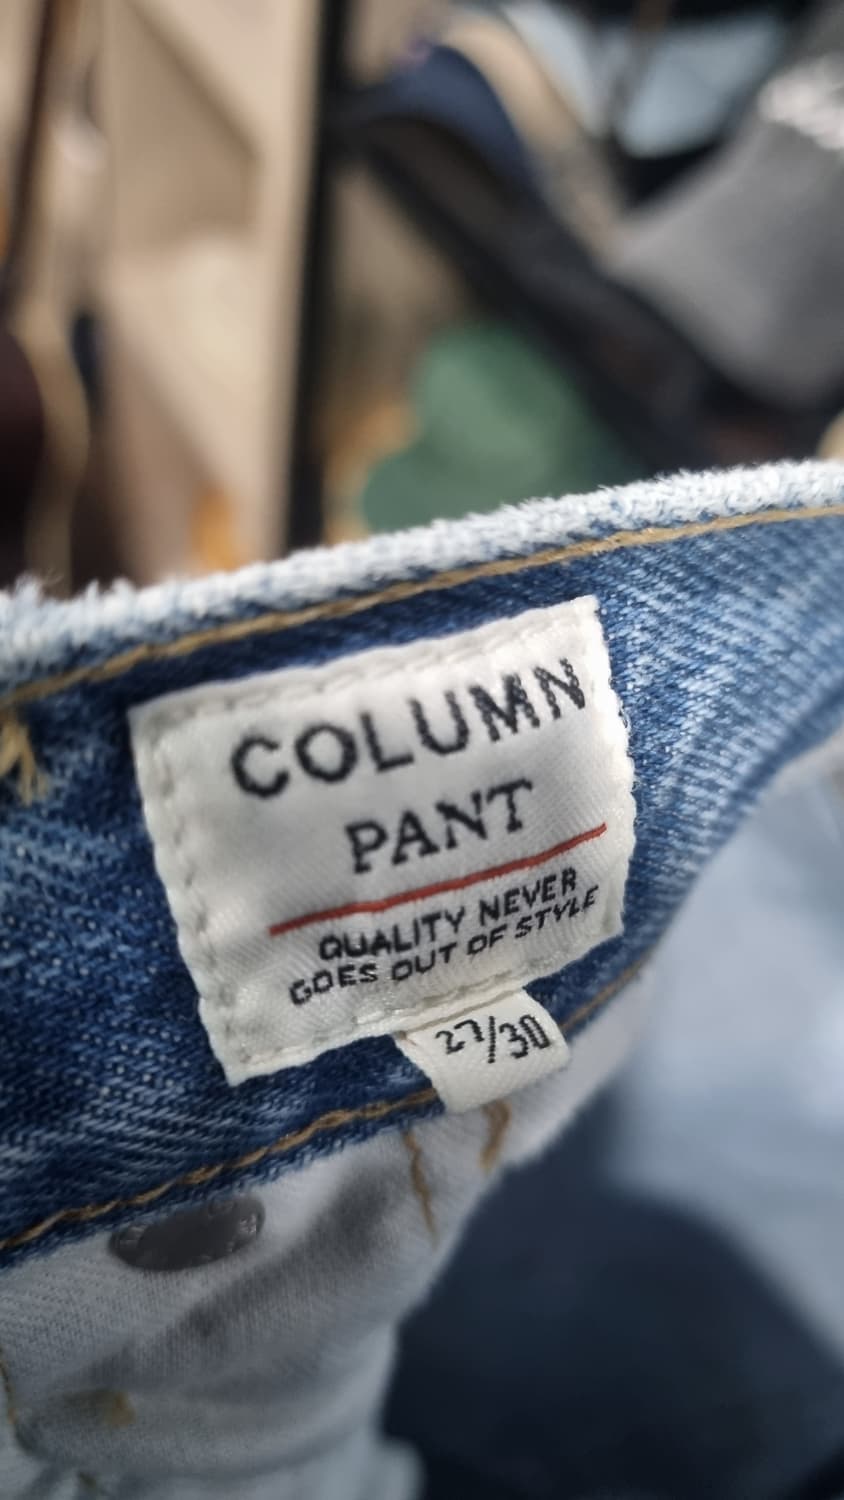 COLUMN
PANT
QUALITY NEVER
GOES OUT OF STYLE
27/30